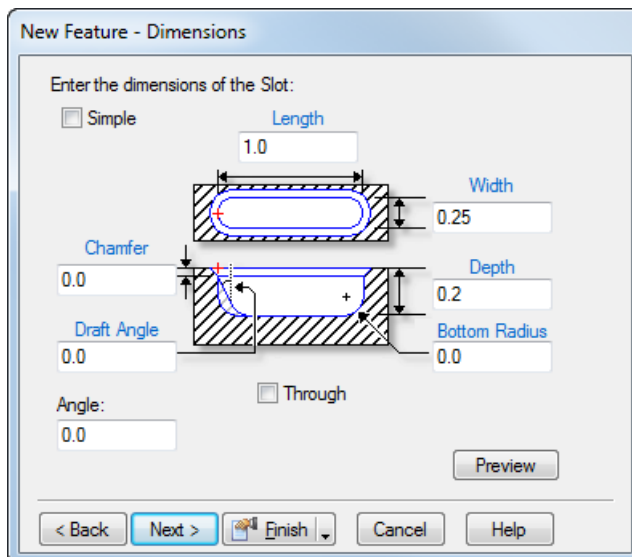 New Feature - Dimensions
Enter the dimensions of the Slot:
Simple
Length
1.0
Width
0.25
Chamfer
0.0
Depth
0.2
Draft Angle
0.0
Bottom Radius
0.0
Through
Angle:
0.0
Preview
< Back
Next >
Finish
Cancel
Help